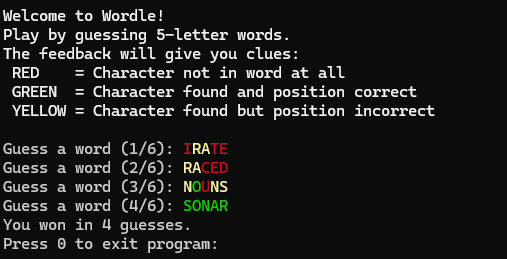 Welcome to Wordle!
Play by guessing 5-letter words.
The feedback will give you clues:
RED = Character not in word at all
GREEN = Character found and position correct
YELLOW = Character found but position incorrect
Guess a word (1/6): IRATE
Guess a word (2/6): RACED
Guess a word (3/6): NOUNS
Guess a word (4/6): SONAR
You won in 4 guesses.
Press 0 to exit program: